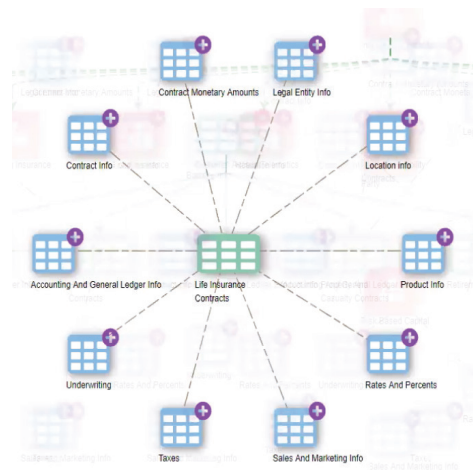 Contract Monetary Amounts
Legal Entity Info
Contract Info
Location info
Accounting And General Ledger Info
Life Insurance
Contracts
Product Info
Underwriting
Rates And Percents
Taxes
Sales And Marketing Info